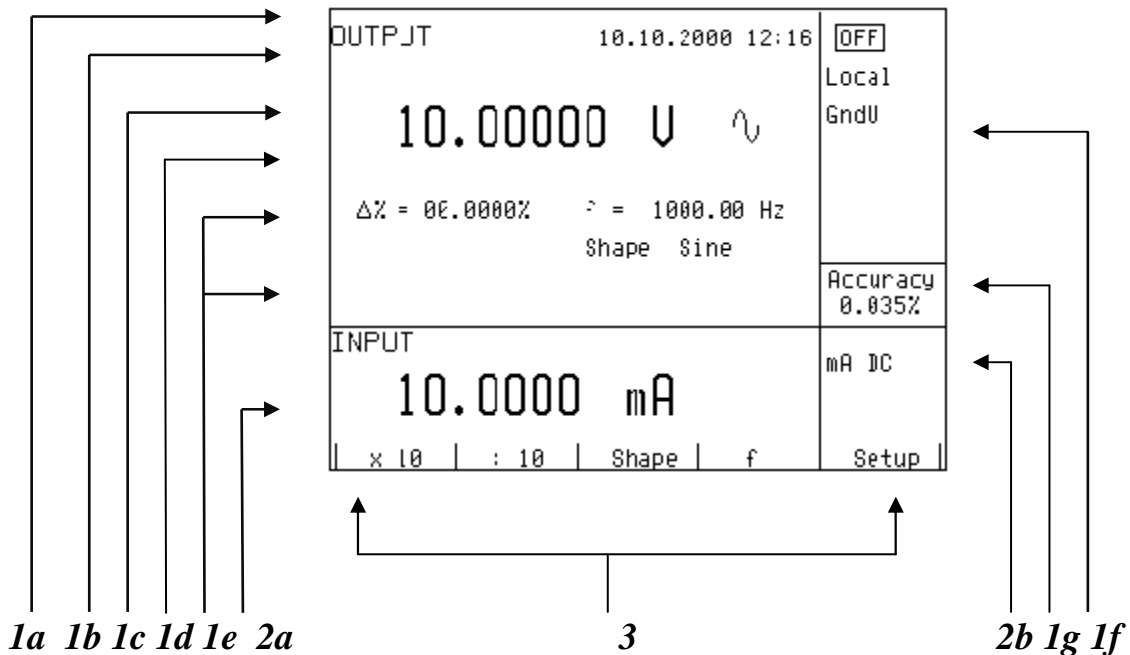 OUTPUT 10.10.2000 12:16 OFF
Local
10.00000 V GndU
Δ% = 00.0000% f = 1000.00 Hz
Shape Sine
Accuracy
0.035%
INPUT
mA DC
10.0000 mA
x 10 : 10 Shape f Setup
1a 1b 1c 1d 1e 2a 3 2b 1g 1f